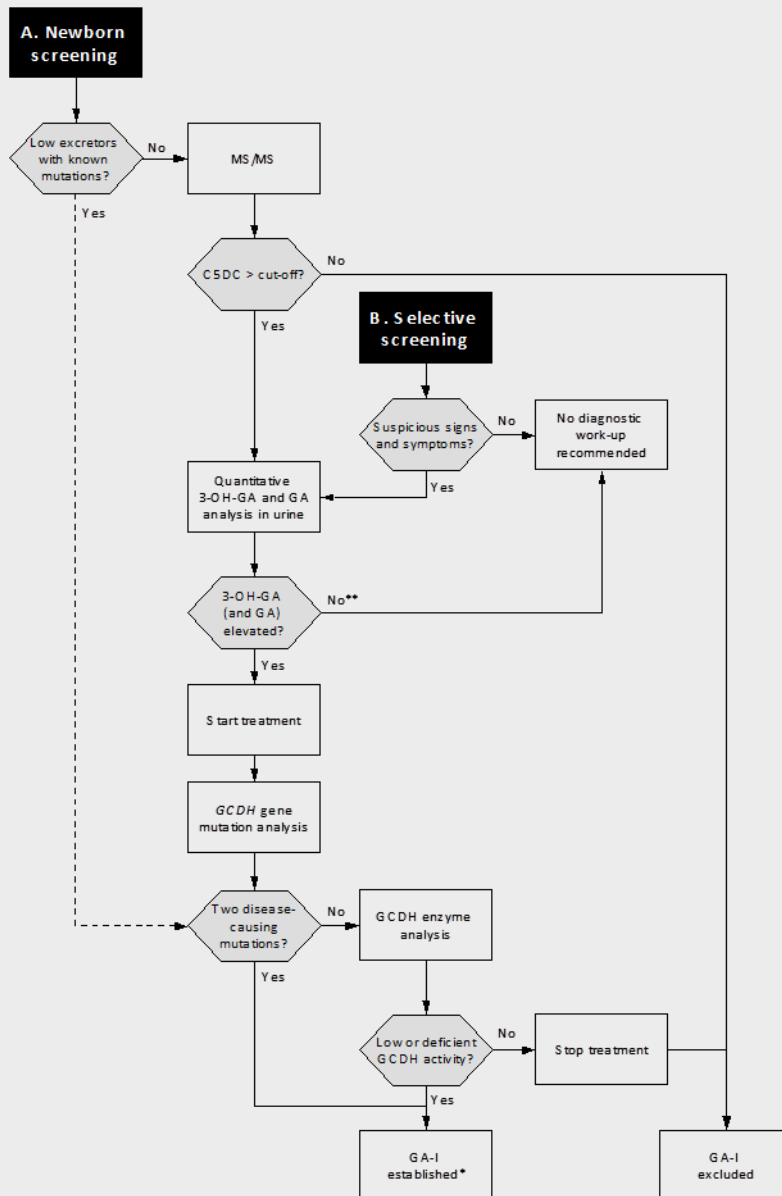 A. Newborn
screening
Low excretors
with known
mutations?
No
MS/MS
Yes
C5DC > cut-off?
No
Yes
B. Selective
screening
Suspicious signs
and symptoms?
No
No diagnostic
work-up
recommended
Yes
Quantitative
3-OH-GA and GA
analysis in urine
3-OH-GA
(and GA)
elevated?
No**
Yes
Start treatment
GCDH gene
mutation analysis
Two disease-
causing
mutations?
No
GCDH enzyme
analysis
Yes
Low or deficient
GCDH activity?
No
Stop treatment
Yes
GA-I
established*
GA-I
excluded